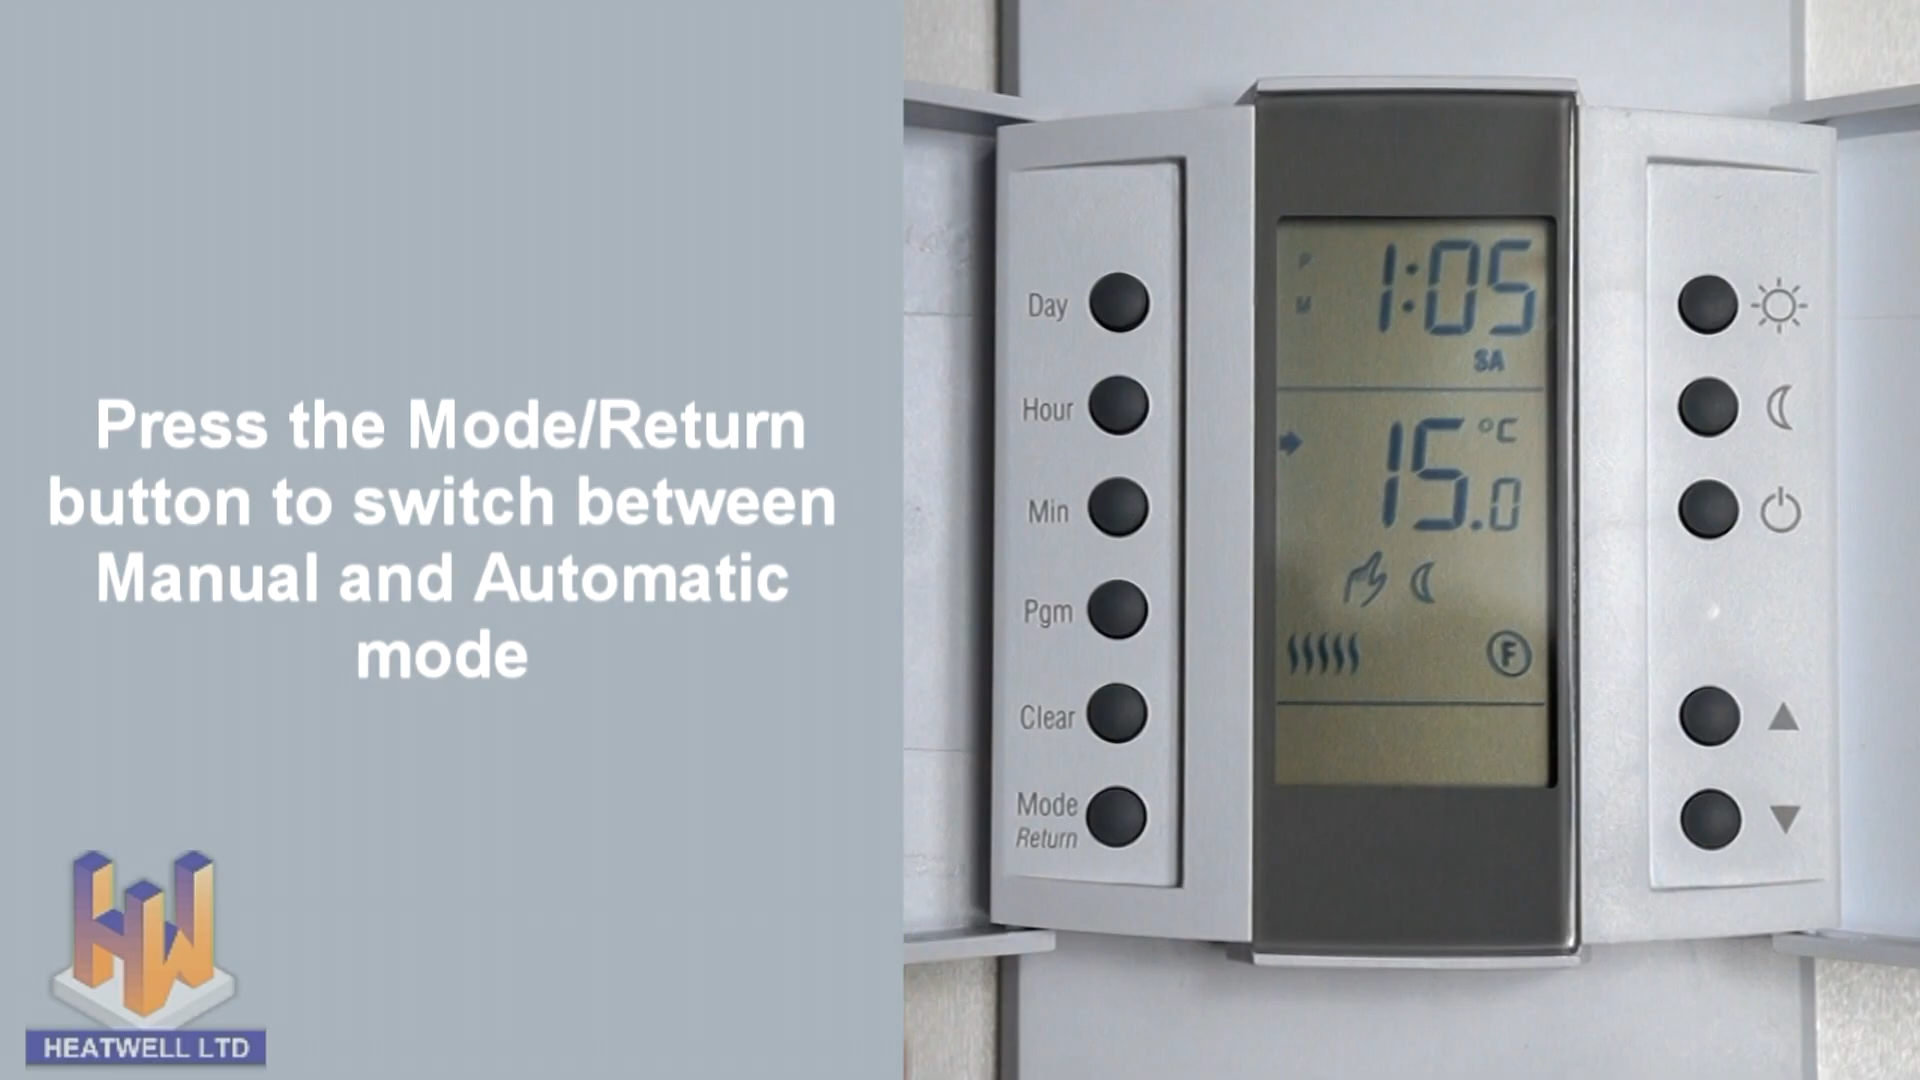 Press the Mode/Return
button to switch between
Manual and Automatic
mode
HEATWELL LTD
Day
Hour
Min
Pgm
Clear
Mode
Return
PM 1:05
SA
15.0 °C
F